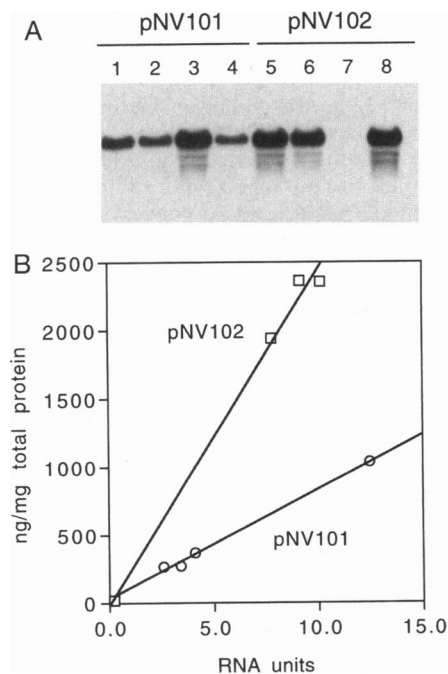 A
pNV101 pNV102
1 2 3 4 5 6 7 8
B
2500
2000
1500
1000
500
0
ng/mg total protein
pNV102
pNV101
0.0 5.0 10.0 15.0
RNA units